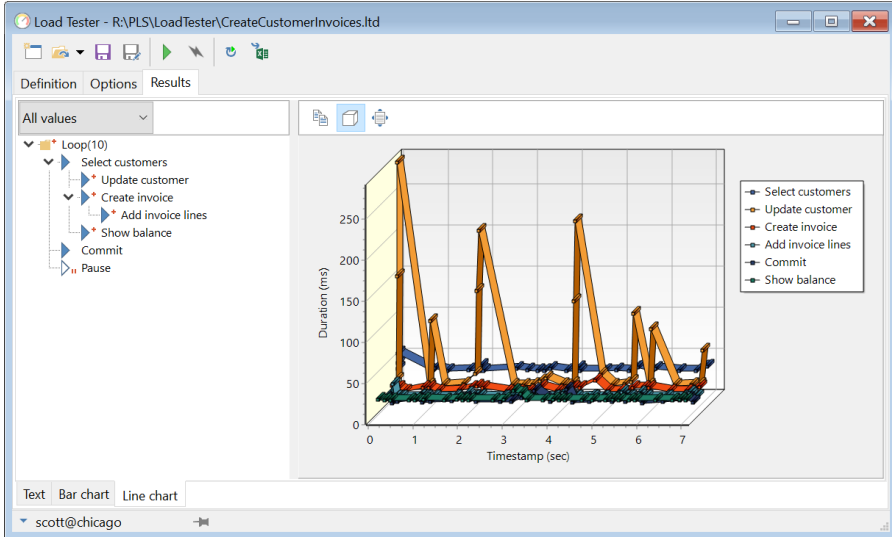 Load Tester - R:\PLS\LoadTester\CreateCustomerInvoices.ltd
Definition Options Results
All values
Loop(10)
Select customers
Update customer
Create invoice
Add invoice lines
Show balance
Commit
Pause
Duration (ms)
250
200
150
100
50
0
0 1 2 3 4 5 6 7
Timestamp (sec)
Select customers
Update customer
Create invoice
Add invoice lines
Commit
Show balance
Text Bar chart Line chart
scott@chicago